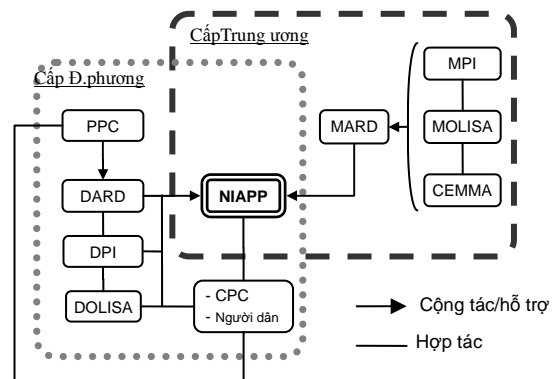 CấpTrung ương
Cấp Đ.phương
MPI
PPC
MARD
MOLISA
DARD
NIAPP
CEMMA
DPI
DOLISA
- CPC
- Người dân
Cộng tác/hỗ trợ
Hợp tác